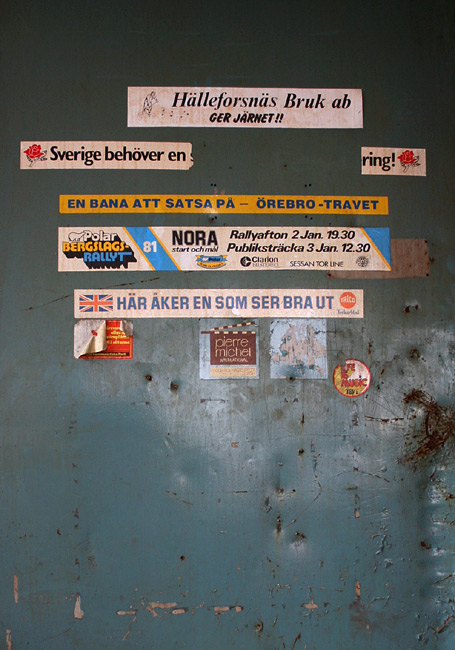 Hälleforsnäs Bruk ab
GER JÄRNET!!
Sverige behöver en
ring!
EN BANA ATT SATSA PÅ – ÖREBRO-TRAVET
Polar
BERGSLAGS-
RALLYT
81
NORA
start och mål
Rallyafton 2 Jan. 19.30
Publiksträcka 3 Jan. 12.30
Polar
Clarion
SESSAN TOR LINE
HÄR ÅKER EN SOM SER BRA UT
pierre
michel
MUSIC